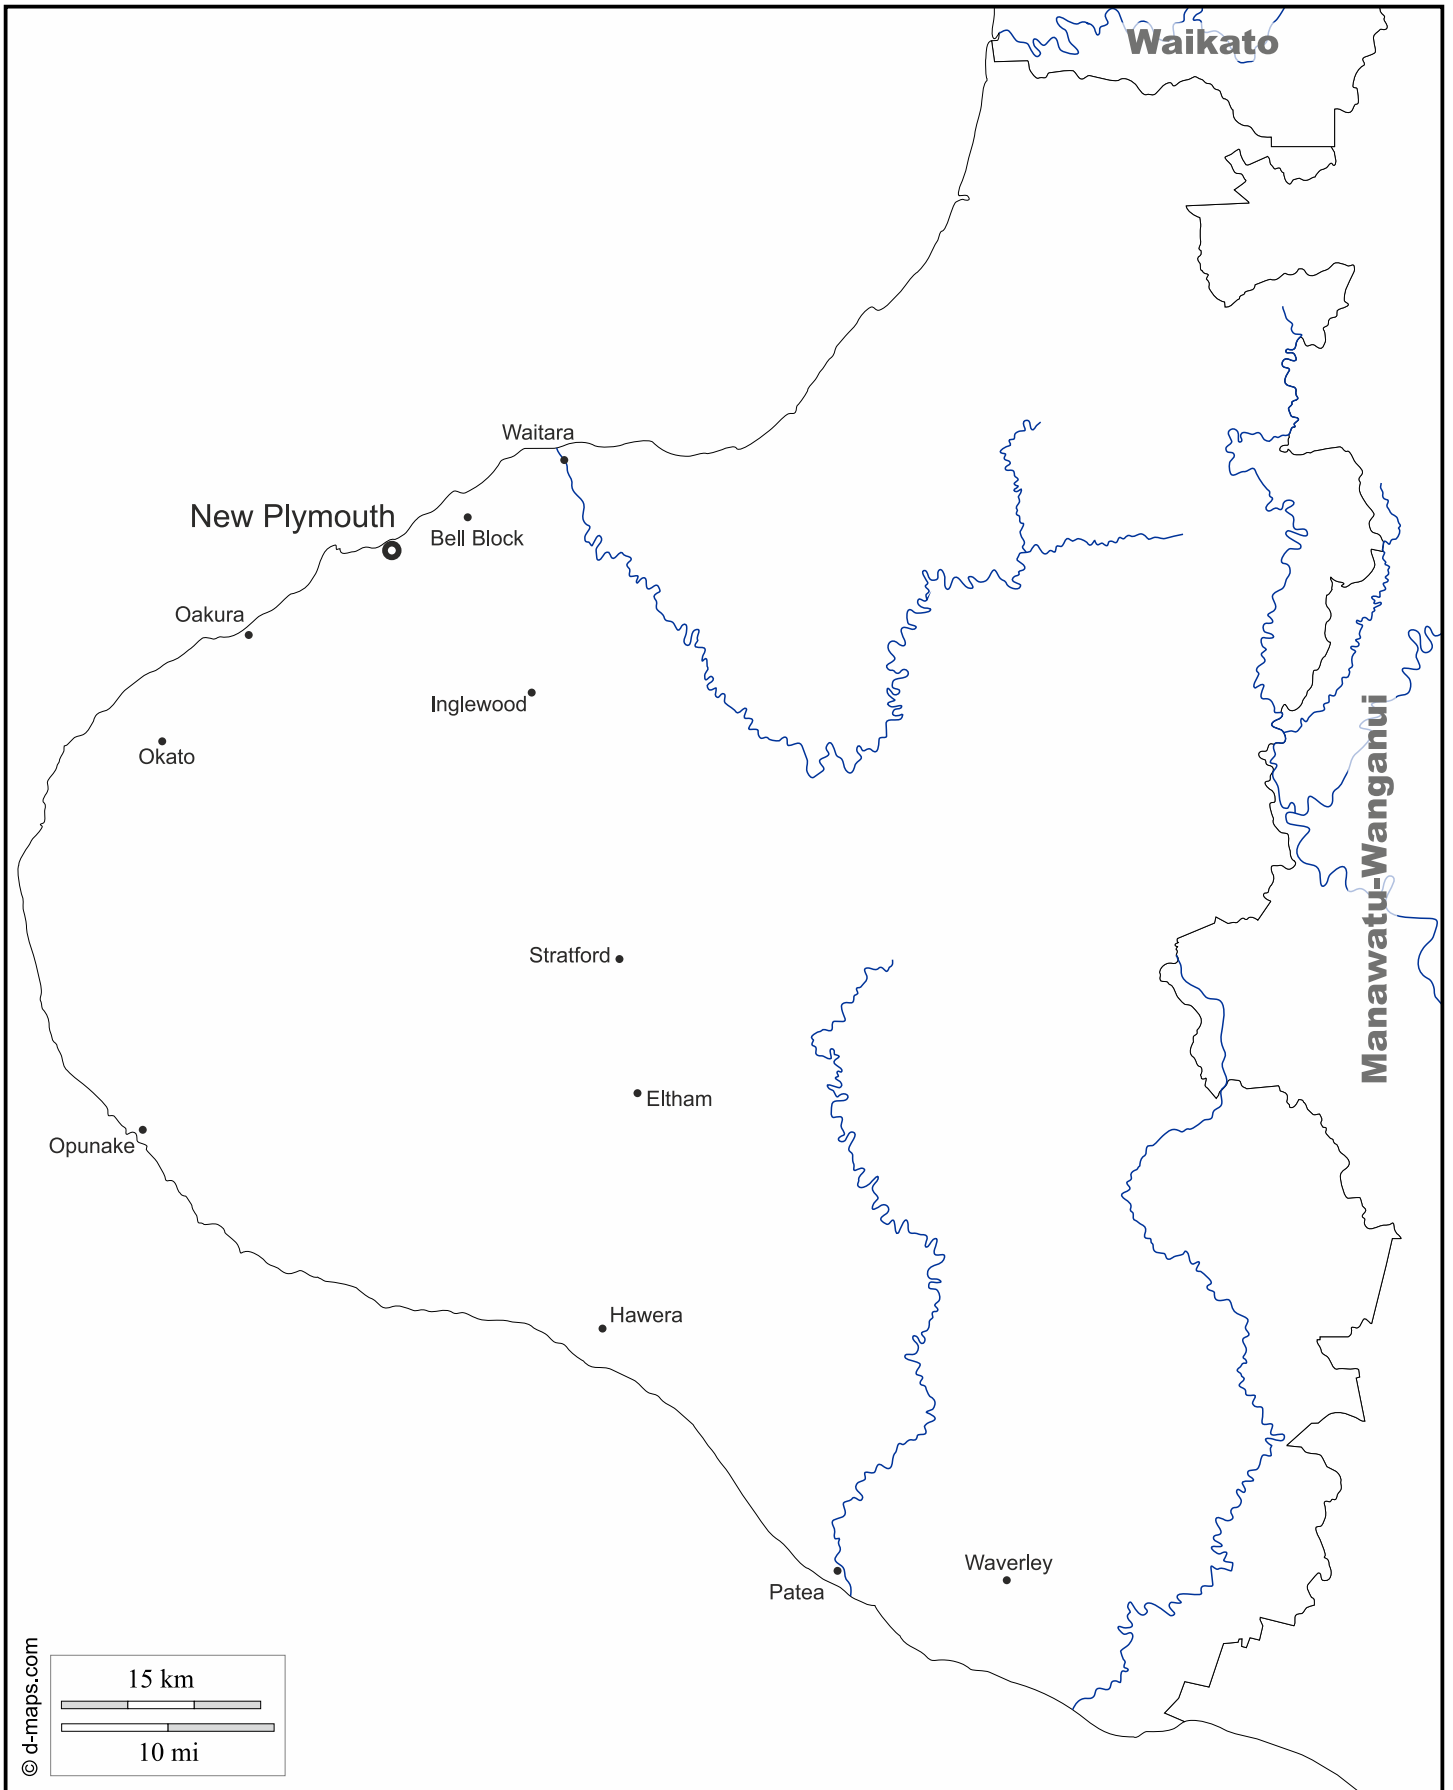 Waikato
Waitara
New Plymouth
Bell Block
Oakura
Inglewood
Okato
Manawatu-Wanganui
Stratford
Eltham
Opunake
Hawera
Waverley
Patea
15 km
10 mi
© d-maps.com